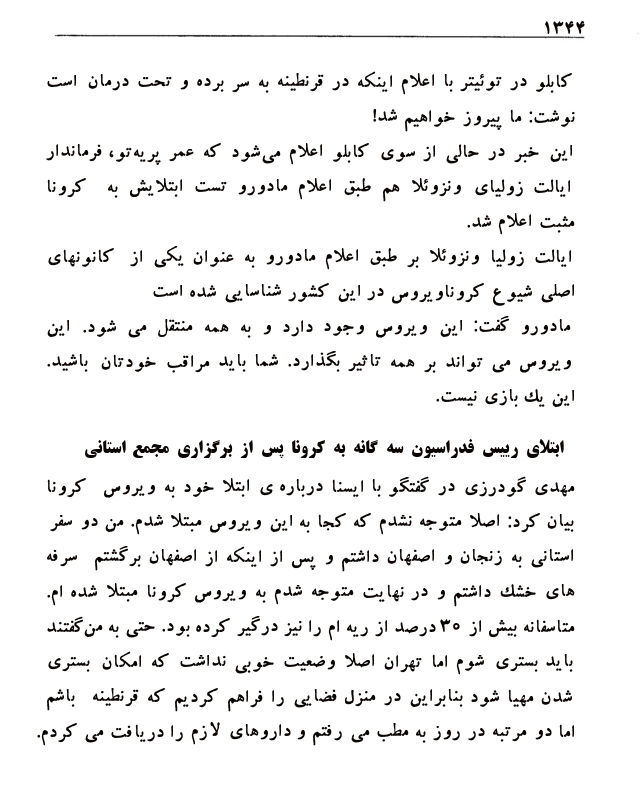 ۱۳۴۴
کابلو در توئیتر با اعلام اینکه در قرنطینه به سر برده و تحت درمان است
نوشت: ما پیروز خواهیم شد!
این خبر در حالی از سوی کابلو اعلام می‌شود که عمر پریه‌تو، فرماندار
ایالت زولیای ونزوئلا هم طبق اعلام مادورو تست ابتلایش به کرونا
مثبت اعلام شد.
ایالت زولیا ونزوئلا بر طبق اعلام مادورو به عنوان یکی از کانونهای
اصلی شیوع کروناویروس در این کشور شناسایی شده است
مادورو گفت: این ویروس وجود دارد و به همه منتقل می شود. این
ویروس می تواند بر همه تاثیر بگذارد. شما باید مراقب خودتان باشید.
این یك بازی نیست.
ابتلای رییس فدراسیون سه گانه به کرونا پس از برگزاری مجمع استانی
مهدی گودرزی در گفتگو با ایسنا درباره ی ابتلا خود به ویروس کرونا
بیان کرد: اصلا متوجه نشدم که کجا به این ویروس مبتلا شدم. من دو سفر
استانی به زنجان و اصفهان داشتم و پس از اینکه از اصفهان برگشتم سرفه
های خشك داشتم و در نهایت متوجه شدم به ویروس کرونا مبتلا شده ام.
متاسفانه بیش از ۳۰ درصد از ریه ام را نیز درگیر کرده بود. حتی به من‌گفتند
باید بستری شوم اما تهران اصلا وضعیت خوبی نداشت که امکان بستری
شدن مهیا شود بنابراین در منزل فضایی را فراهم کردیم که قرنطینه باشم
اما دو مرتبه در روز به مطب می رفتم و داروهای لازم را دریافت می کردم.